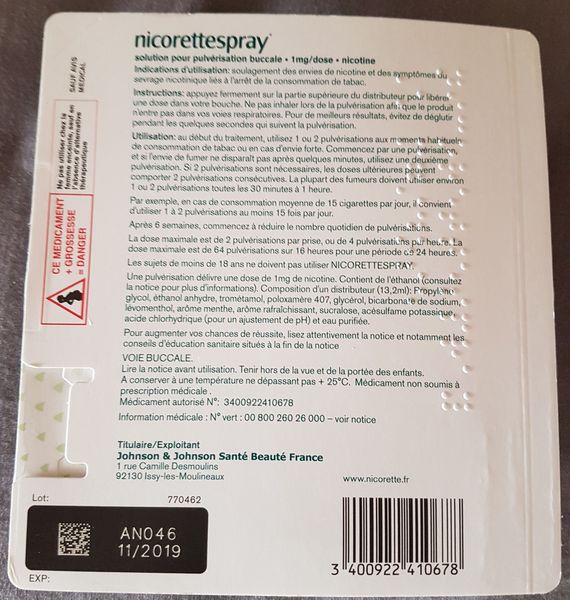 nicorettespray
solution pour pulvérisation buccale • 1mg/dose • nicotine
Indications d'utilisation: soulagement des envies de nicotine et des symptômes du
sevrage nicotinique liés à l'arrêt de la consommation de tabac.
Instructions: appuyez fermement sur la partie supérieure du distributeur pour libérer
une dose dans votre bouche. Ne pas inhaler lors de la pulvérisation afin que le produit
n'entre pas dans vos voies respiratoires. Pour de meilleurs résultats, évitez de déglutir
pendant les quelques secondes qui suivent la pulvérisation.
Utilisation: au début du traitement, utilisez 1 ou 2 pulvérisations aux moments habituels
de consommation de tabac ou en cas d'envie forte. Commencez par une pulvérisation,
et si l'envie de fumer ne disparaît pas après quelques minutes, utilisez une deuxième
pulvérisation. Si 2 pulvérisations sont nécessaires, les doses ultérieures peuvent
comporter 2 pulvérisations consécutives. La plupart des fumeurs doivent utiliser environ
1 ou 2 pulvérisations toutes les 30 minutes à 1 heure.
Par exemple, en cas de consommation moyenne de 15 cigarettes par jour, il convient
d'utiliser 1 à 2 pulvérisations au moins 15 fois par jour.
Après 6 semaines, commencez à réduire le nombre quotidien de pulvérisations.
La dose maximale est de 2 pulvérisations par prise, ou de 4 pulvérisations par heure. La
dose maximale est de 64 pulvérisations sur 16 heures pour une période de 24 heures.
Les sujets de moins de 18 ans ne doivent pas utiliser NICORETTESPRAY.
Une pulvérisation délivre une dose de 1mg de nicotine. Contient de l'éthanol (consultez
la notice pour plus d'informations). Composition d'un distributeur (13,2ml): Propylène
glycol, éthanol anhydre, trométamol, poloxamère 407, glycérol, bicarbonate de sodium,
lévomenthol, arôme menthe, arôme rafraîchissant, sucralose, acésulfame potassique,
acide chlorhydrique (pour un ajustement de pH) et eau purifiée.
Pour augmenter vos chances de réussite, lisez attentivement la notice et notamment les
conseils d'éducation sanitaire situés à la fin de la notice
VOIE BUCCALE.
Lire la notice avant utilisation. Tenir hors de la vue et de la portée des enfants.
A conserver à une température ne dépassant pas + 25°C. Médicament non soumis à
prescription médicale.
Médicament autorisé N°: 3400922410678
Information médicale: N° vert: 00 800 260 26 000 – voir notice
Titulaire/Exploitant
Johnson & Johnson Santé Beauté France
1 rue Camille Desmoulins
92130 Issy-les-Moulineaux
www.nicorette.fr
SAUF AVIS
MEDICAL
Ne pas utiliser chez la
femme enceinte, sauf en
l'absence d'alternative
thérapeutique
CE MEDICAMENT
+ GROSSESSE
= DANGER
Lot: 770462
AN046
11/2019
EXP:
3 400922 410678